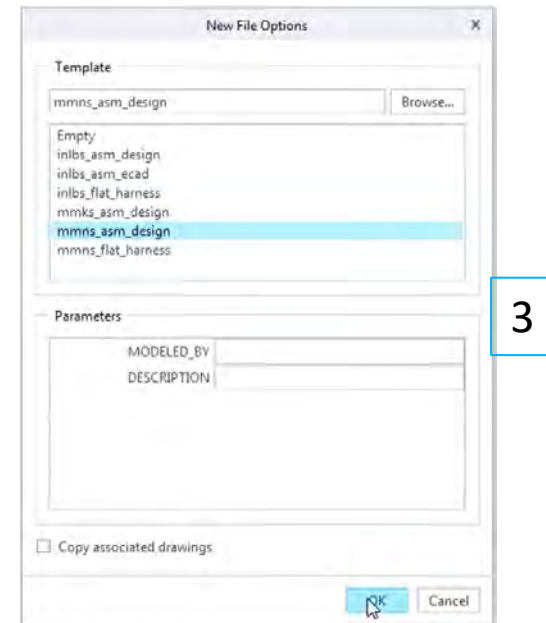 New File Options
X
Template
mmns_asm_design
Browse...
Empty
inlbs_asm_design
inlbs_asm_ecad
inlbs_flat_harness
mmks_asm_design
mmns_asm_design
mmns_flat_harness
3
Parameters
MODELED_BY
DESCRIPTION
Copy associated drawings
OK Cancel